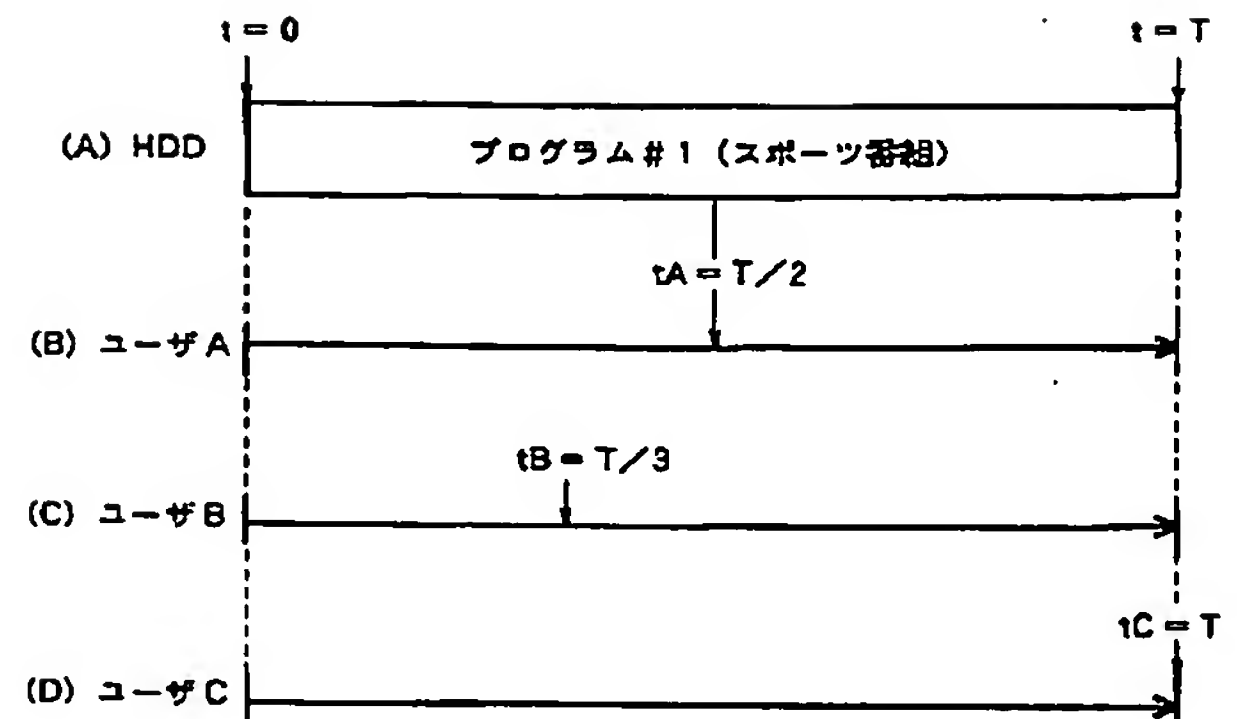 t = 0
t = T
(A) HDD
プログラム#1 (スポーツ番組)
tA = T/2
(B) ユーザA
tB = T/3
(C) ユーザB
tC = T
(D) ユーザC